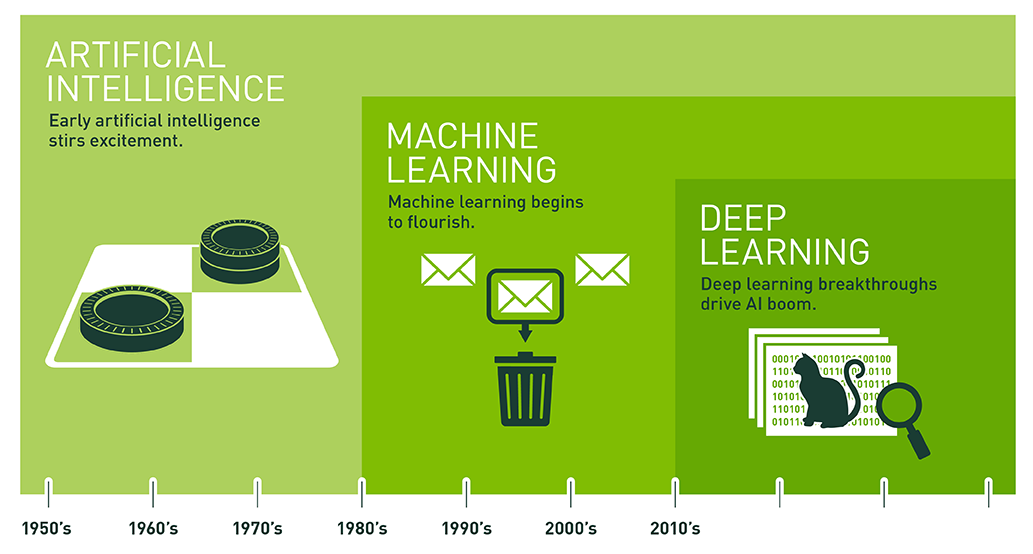 ARTIFICIAL
INTELLIGENCE
Early artificial intelligence
stirs excitement.
MACHINE
LEARNING
Machine learning begins
to flourish.
DEEP
LEARNING
Deep learning breakthroughs
drive AI boom.
1950's
1960's
1970's
1980's
1990's
2000's
2010's